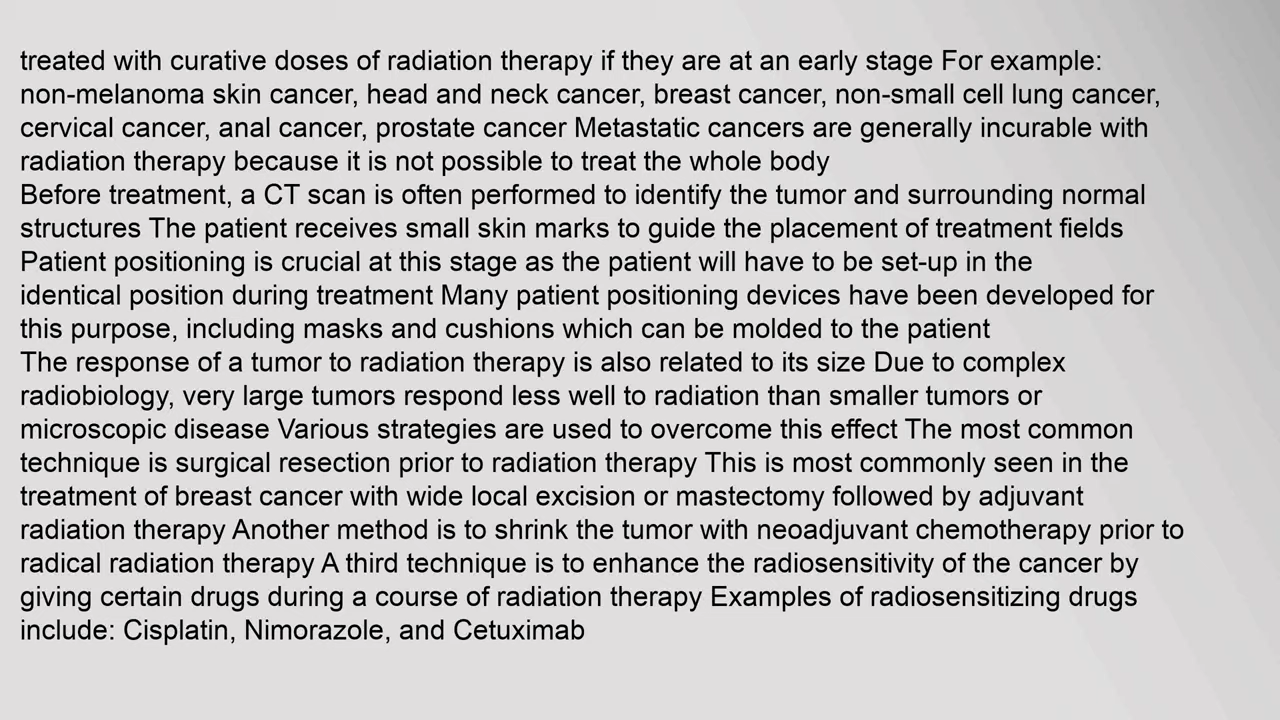 treated with curative doses of radiation therapy if they are at an early stage For example:
non-melanoma skin cancer, head and neck cancer, breast cancer, non-small cell lung cancer,
cervical cancer, anal cancer, prostate cancer Metastatic cancers are generally incurable with
radiation therapy because it is not possible to treat the whole body
Before treatment, a CT scan is often performed to identify the tumor and surrounding normal
structures The patient receives small skin marks to guide the placement of treatment fields
Patient positioning is crucial at this stage as the patient will have to be set-up in the
identical position during treatment Many patient positioning devices have been developed for
this purpose, including masks and cushions which can be molded to the patient
The response of a tumor to radiation therapy is also related to its size Due to complex
radiobiology, very large tumors respond less well to radiation than smaller tumors or
microscopic disease Various strategies are used to overcome this effect The most common
technique is surgical resection prior to radiation therapy This is most commonly seen in the
treatment of breast cancer with wide local excision or mastectomy followed by adjuvant
radiation therapy Another method is to shrink the tumor with neoadjuvant chemotherapy prior to
radical radiation therapy A third technique is to enhance the radiosensitivity of the cancer by
giving certain drugs during a course of radiation therapy Examples of radiosensitizing drugs
include: Cisplatin, Nimorazole, and Cetuximab